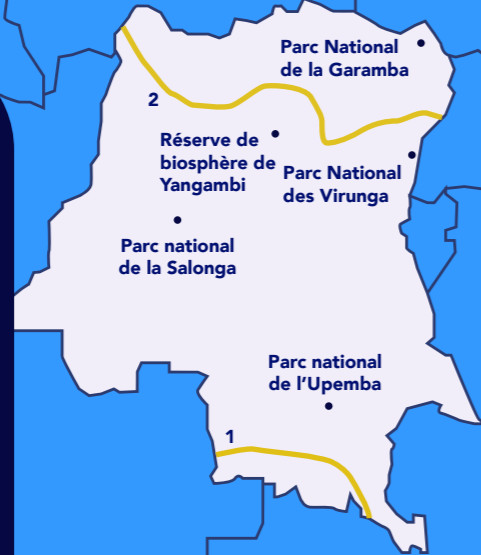 Parc National
de la Garamba
2
Réserve de
biosphère de
Yangambi
Parc National
des Virunga
Parc national
de la Salonga
Parc national
de l'Upemba
1